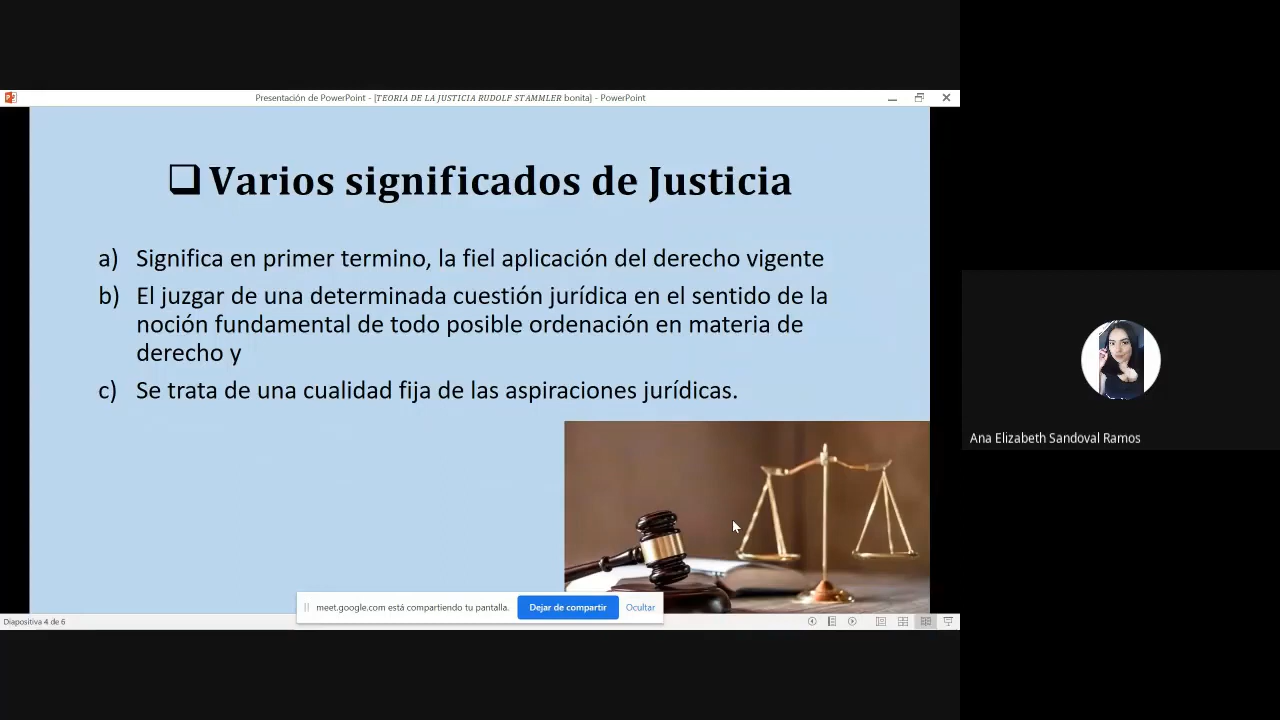 Presentación de PowerPoint - [TEORIA DE LA JUSTICIA RUDOLF STAMMLER bonita] - PowerPoint
Varios significados de Justicia
a) Significa en primer termino, la fiel aplicación del derecho vigente
b) El juzgar de una determinada cuestión jurídica en el sentido de la
noción fundamental de todo posible ordenación en materia de
derecho y
c) Se trata de una cualidad fija de las aspiraciones jurídicas.
Ana Elizabeth Sandoval Ramos
meet.google.com está compartiendo tu pantalla. Dejar de compartir Ocultar
Diapositiva 4 de 6